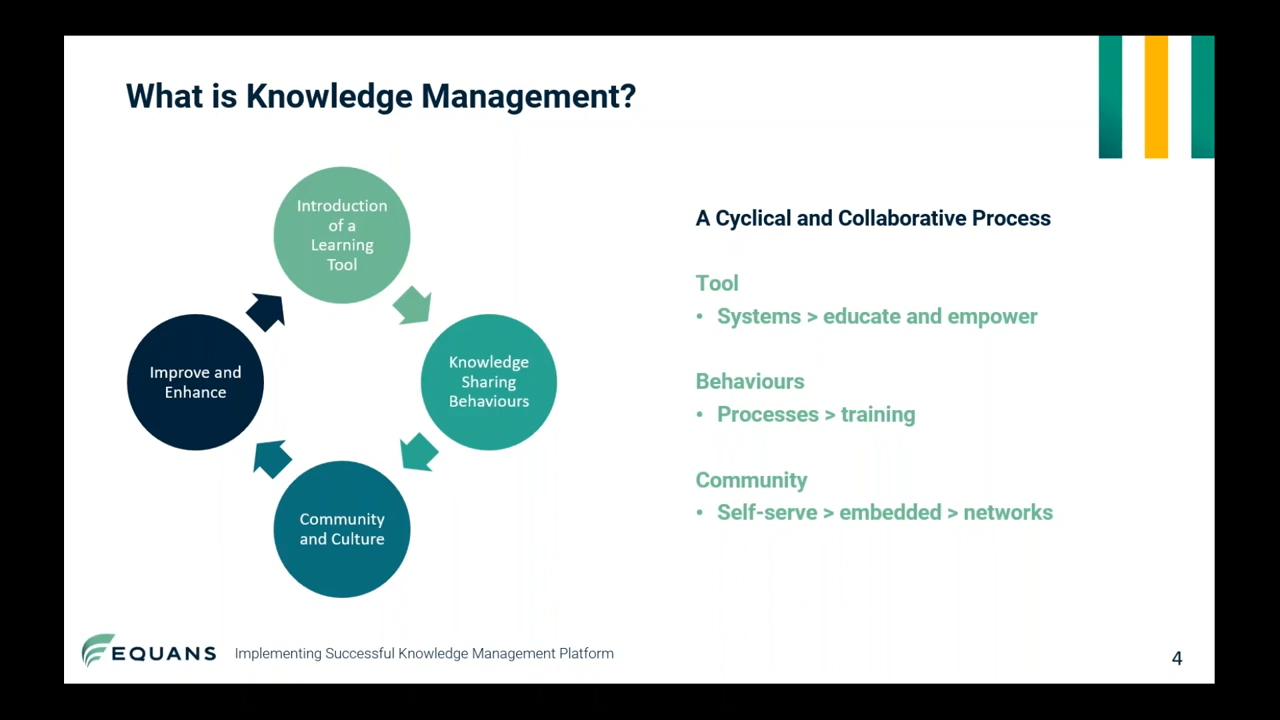 What is Knowledge Management?
Introduction
of a
Learning
Tool
Knowledge
Sharing
Behaviours
Community
and Culture
Improve and
Enhance
A Cyclical and Collaborative Process
Tool
• Systems > educate and empower
Behaviours
• Processes > training
Community
• Self-serve > embedded > networks
EQUANS
Implementing Successful Knowledge Management Platform
4